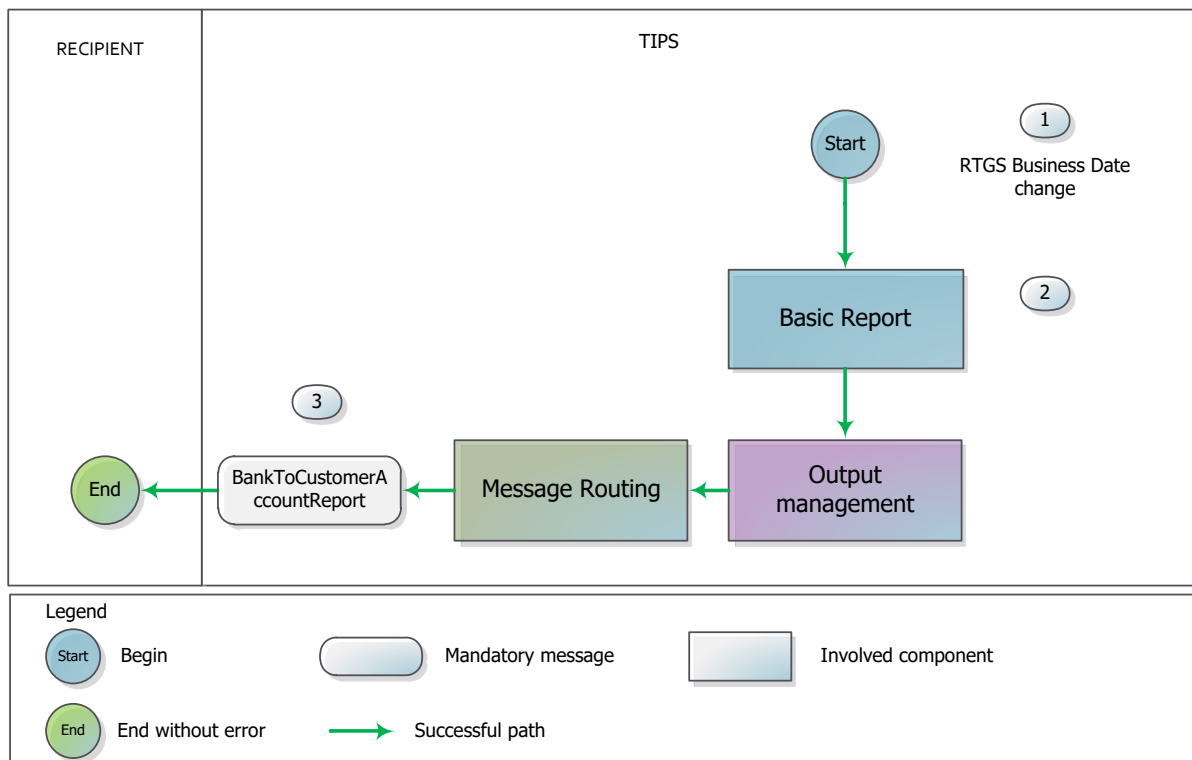 RECIPIENT
TIPS
Start
1
RTGS Business Date
change
Basic Report
2
3
End
BankToCustomerA
ccountReport
Message Routing
Output
management
Legend
Start
Begin
Mandatory message
Involved component
End
End without error
Successful path